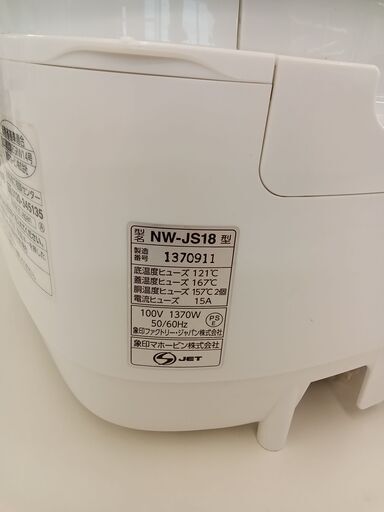 型名 NW-JS18 型
製造番号 1370911
底温度ヒューズ 121℃
蓋温度ヒューズ 167℃
胴温度ヒューズ 157℃ 2個
電流ヒューズ 15A
100V 1370W
50/60Hz
PSE
象印ファクトリー・ジャパン株式会社
象印マホービン株式会社
JET